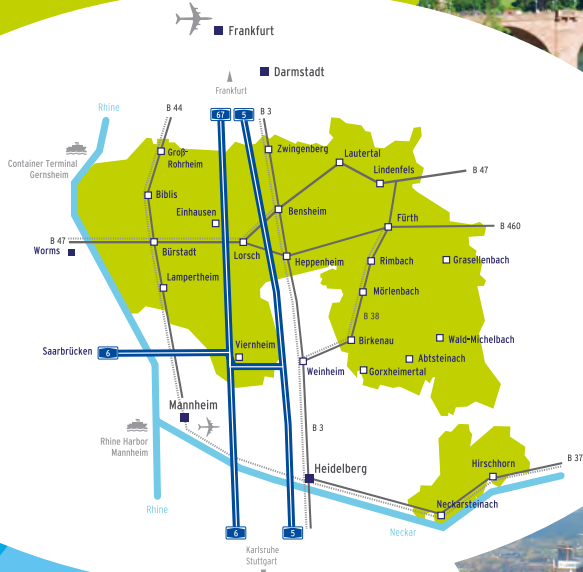 Frankfurt
Darmstadt
Frankfurt
Rhine
B 44
67
5
B 3
Container Terminal
Gernsheim
Groß-
Rohrheim
Zwingenberg
Lautertal
Lindenfels
B 47
Biblis
Einhausen
Bensheim
Fürth
B 460
B 47
Worms
Bürstadt
Lorsch
Heppenheim
Rimbach
Grasellenbach
Lampertheim
Mörlenbach
B 38
Saarbrücken
6
Viernheim
Birkenau
Wald-Michelbach
Weinheim
Abtsteinach
Gorxheimertal
Mannheim
Rhine Harbor
Mannheim
B 3
Heidelberg
Hirschhorn
B 37
Rhine
Neckarsteinach
6
5
Neckar
Karlsruhe
Stuttgart